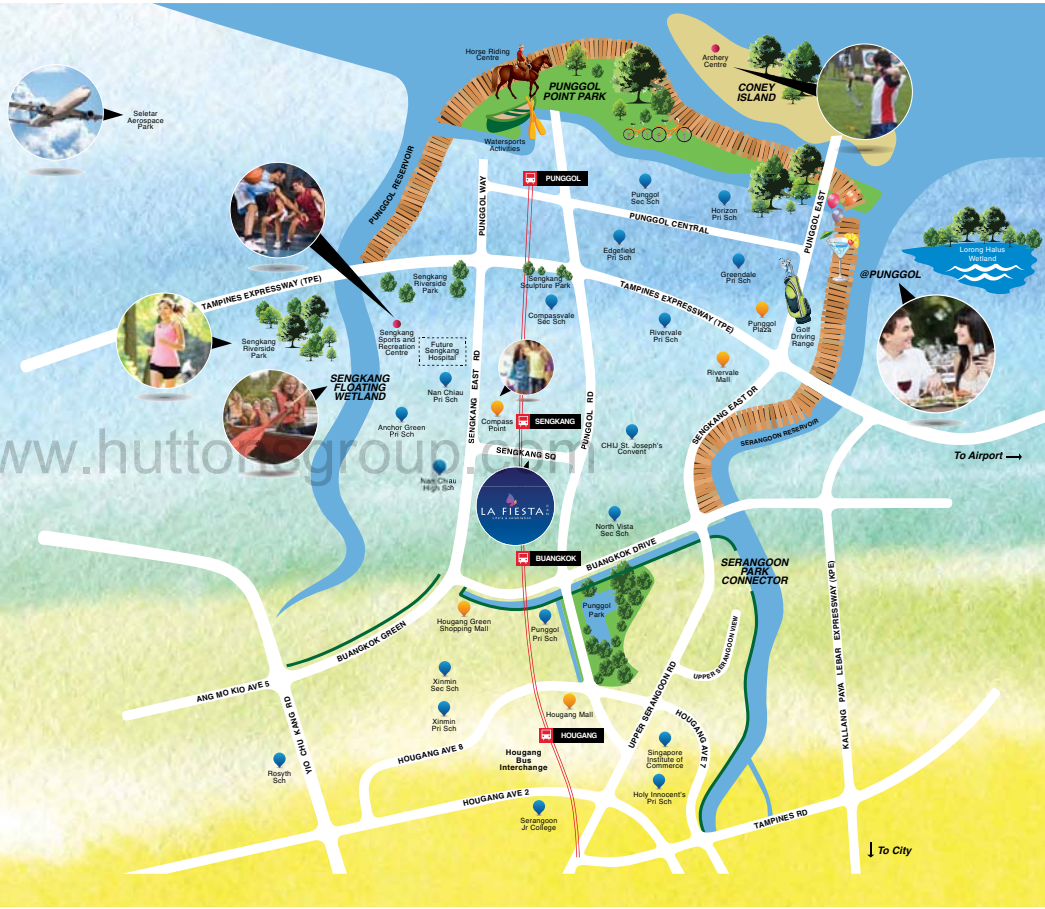 Horse Riding
Centre
PUNGGOL
POINT PARK
Archery
Centre
CONEY
ISLAND
Seletar
Aerospace
Park
Watersports
Activities
PUNGGOL RESERVOIR
PUNGGOL WAY
PUNGGOL
Punggol
Sec Sch
Horizon
Pri Sch
PUNGGOL CENTRAL
PUNGGOL EAST
Edgefield
Pri Sch
Greendale
Pri Sch
Lorong Halus
Wetland
@PUNGGOL
TAMPINES EXPRESSWAY (TPE)
Sengkang
Riverside
Park
Sengkang
Sculpture Park
Compassvale
Sec Sch
TAMPINES EXPRESSWAY (TPE)
Rivervale
Pri Sch
Punggol
Plaza
Golf
Driving
Range
Sengkang
Riverside
Park
Sengkang
Sports and
Recreation
Centre
Future
Sengkang
Hospital
SENGKANG EAST RD
PUNGGOL RD
Rivervale
Mall
SENGKANG
FLOATING
WETLAND
Nan Chiau
Pri Sch
Anchor Green
Pri Sch
Compass
Point
SENGKANG
SENGKANG EAST DR
SERANGOON RESERVOIR
CHIJ St. Joseph's
Convent
To Airport
www.huttonsgroup.com
SENGKANG SQ
Nan Chiau
High Sch
LA FIESTA
North Vista
Sec Sch
BUANGKOK
BUANGKOK DRIVE
SERANGOON
PARK
CONNECTOR
KALLANG PAYA LEBAR EXPRESSWAY (KPE)
Hougang Green
Shopping Mall
Punggol
Pri Sch
Punggol
Park
BUANGKOK GREEN
UPPER SERANGOON VIEW
ANG MO KIO AVE 5
YIO CHU KANG RD
Xinmin
Sec Sch
Xinmin
Pri Sch
Hougang Mall
UPPER SERANGOON RD
HOUGANG AVE 7
HOUGANG
HOUGANG AVE 8
Hougang
Bus
Interchange
Singapore
Institute of
Commerce
Rosyth
Sch
Holy Innocent's
Pri Sch
HOUGANG AVE 2
Serangoon
Jr College
TAMPINES RD
To City